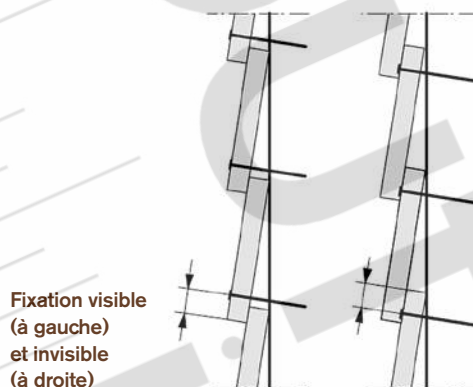 Fixation visible
(à gauche)
et invisible
(à droite)